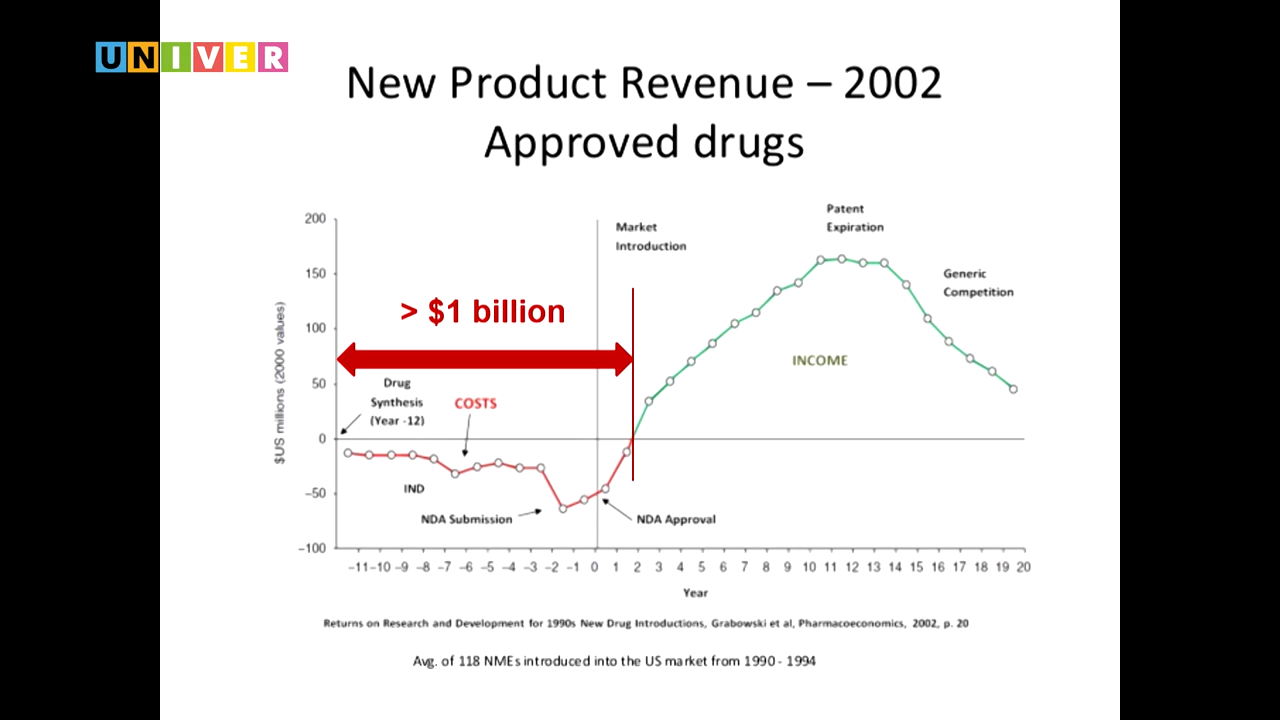 UNIVER
New Product Revenue – 2002
Approved drugs
Patent
Expiration
Market
Introduction
Generic
Competition
> $1 billion
INCOME
Drug
Synthesis
(Year -12)
COSTS
IND
NDA Submission
NDA Approval
$US millions (2000 values)
200
150
100
50
0
−50
−100
−11 −10 −9 −8 −7 −6 −5 −4 −3 −2 −1 0 1 2 3 4 5 6 7 8 9 10 11 12 13 14 15 16 17 18 19 20
Year
Returns on Research and Development for 1990s New Drug Introductions, Grabowski et al, Pharmacoeconomics, 2002, p. 20
Avg. of 118 NMEs introduced into the US market from 1990 - 1994